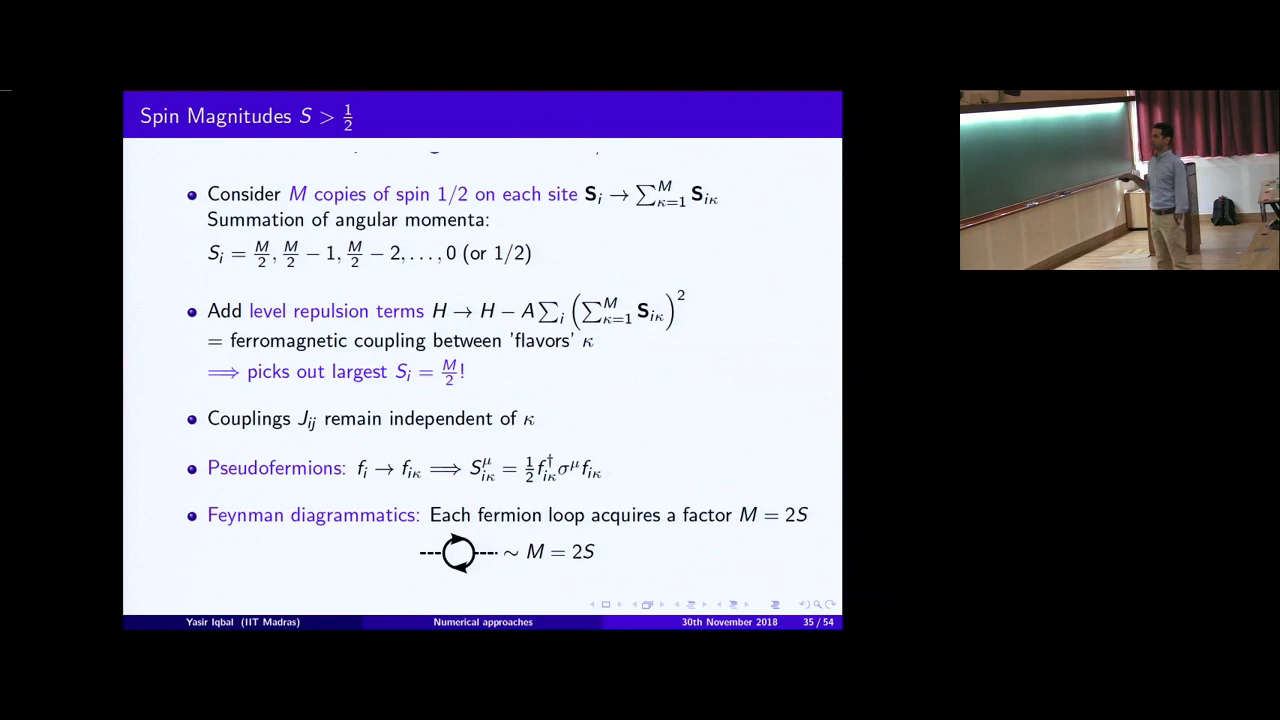 Spin Magnitudes S > 1/2
Consider M copies of spin 1/2 on each site 𝐒ᵢ → ∑_{κ=1}^{M} 𝐒_{iκ}
Summation of angular momenta:
Sᵢ = M/2, M/2 − 1, M/2 − 2, . . . , 0 (or 1/2)
Add level repulsion terms H → H − A ∑ᵢ (∑_{κ=1}^{M} 𝐒_{iκ})²
= ferromagnetic coupling between 'flavors' κ
⟹ picks out largest Sᵢ = M/2!
Couplings J_{ij} remain independent of κ
Pseudofermions: fᵢ → f_{iκ} ⟹ S^μ_{iκ} = 1/2 f†_{iκ} σ^μ f_{iκ}
Feynman diagrammatics: Each fermion loop acquires a factor M = 2S
∼ M = 2S
Yasir Iqbal (IIT Madras) Numerical approaches 30th November 2018 35 / 54